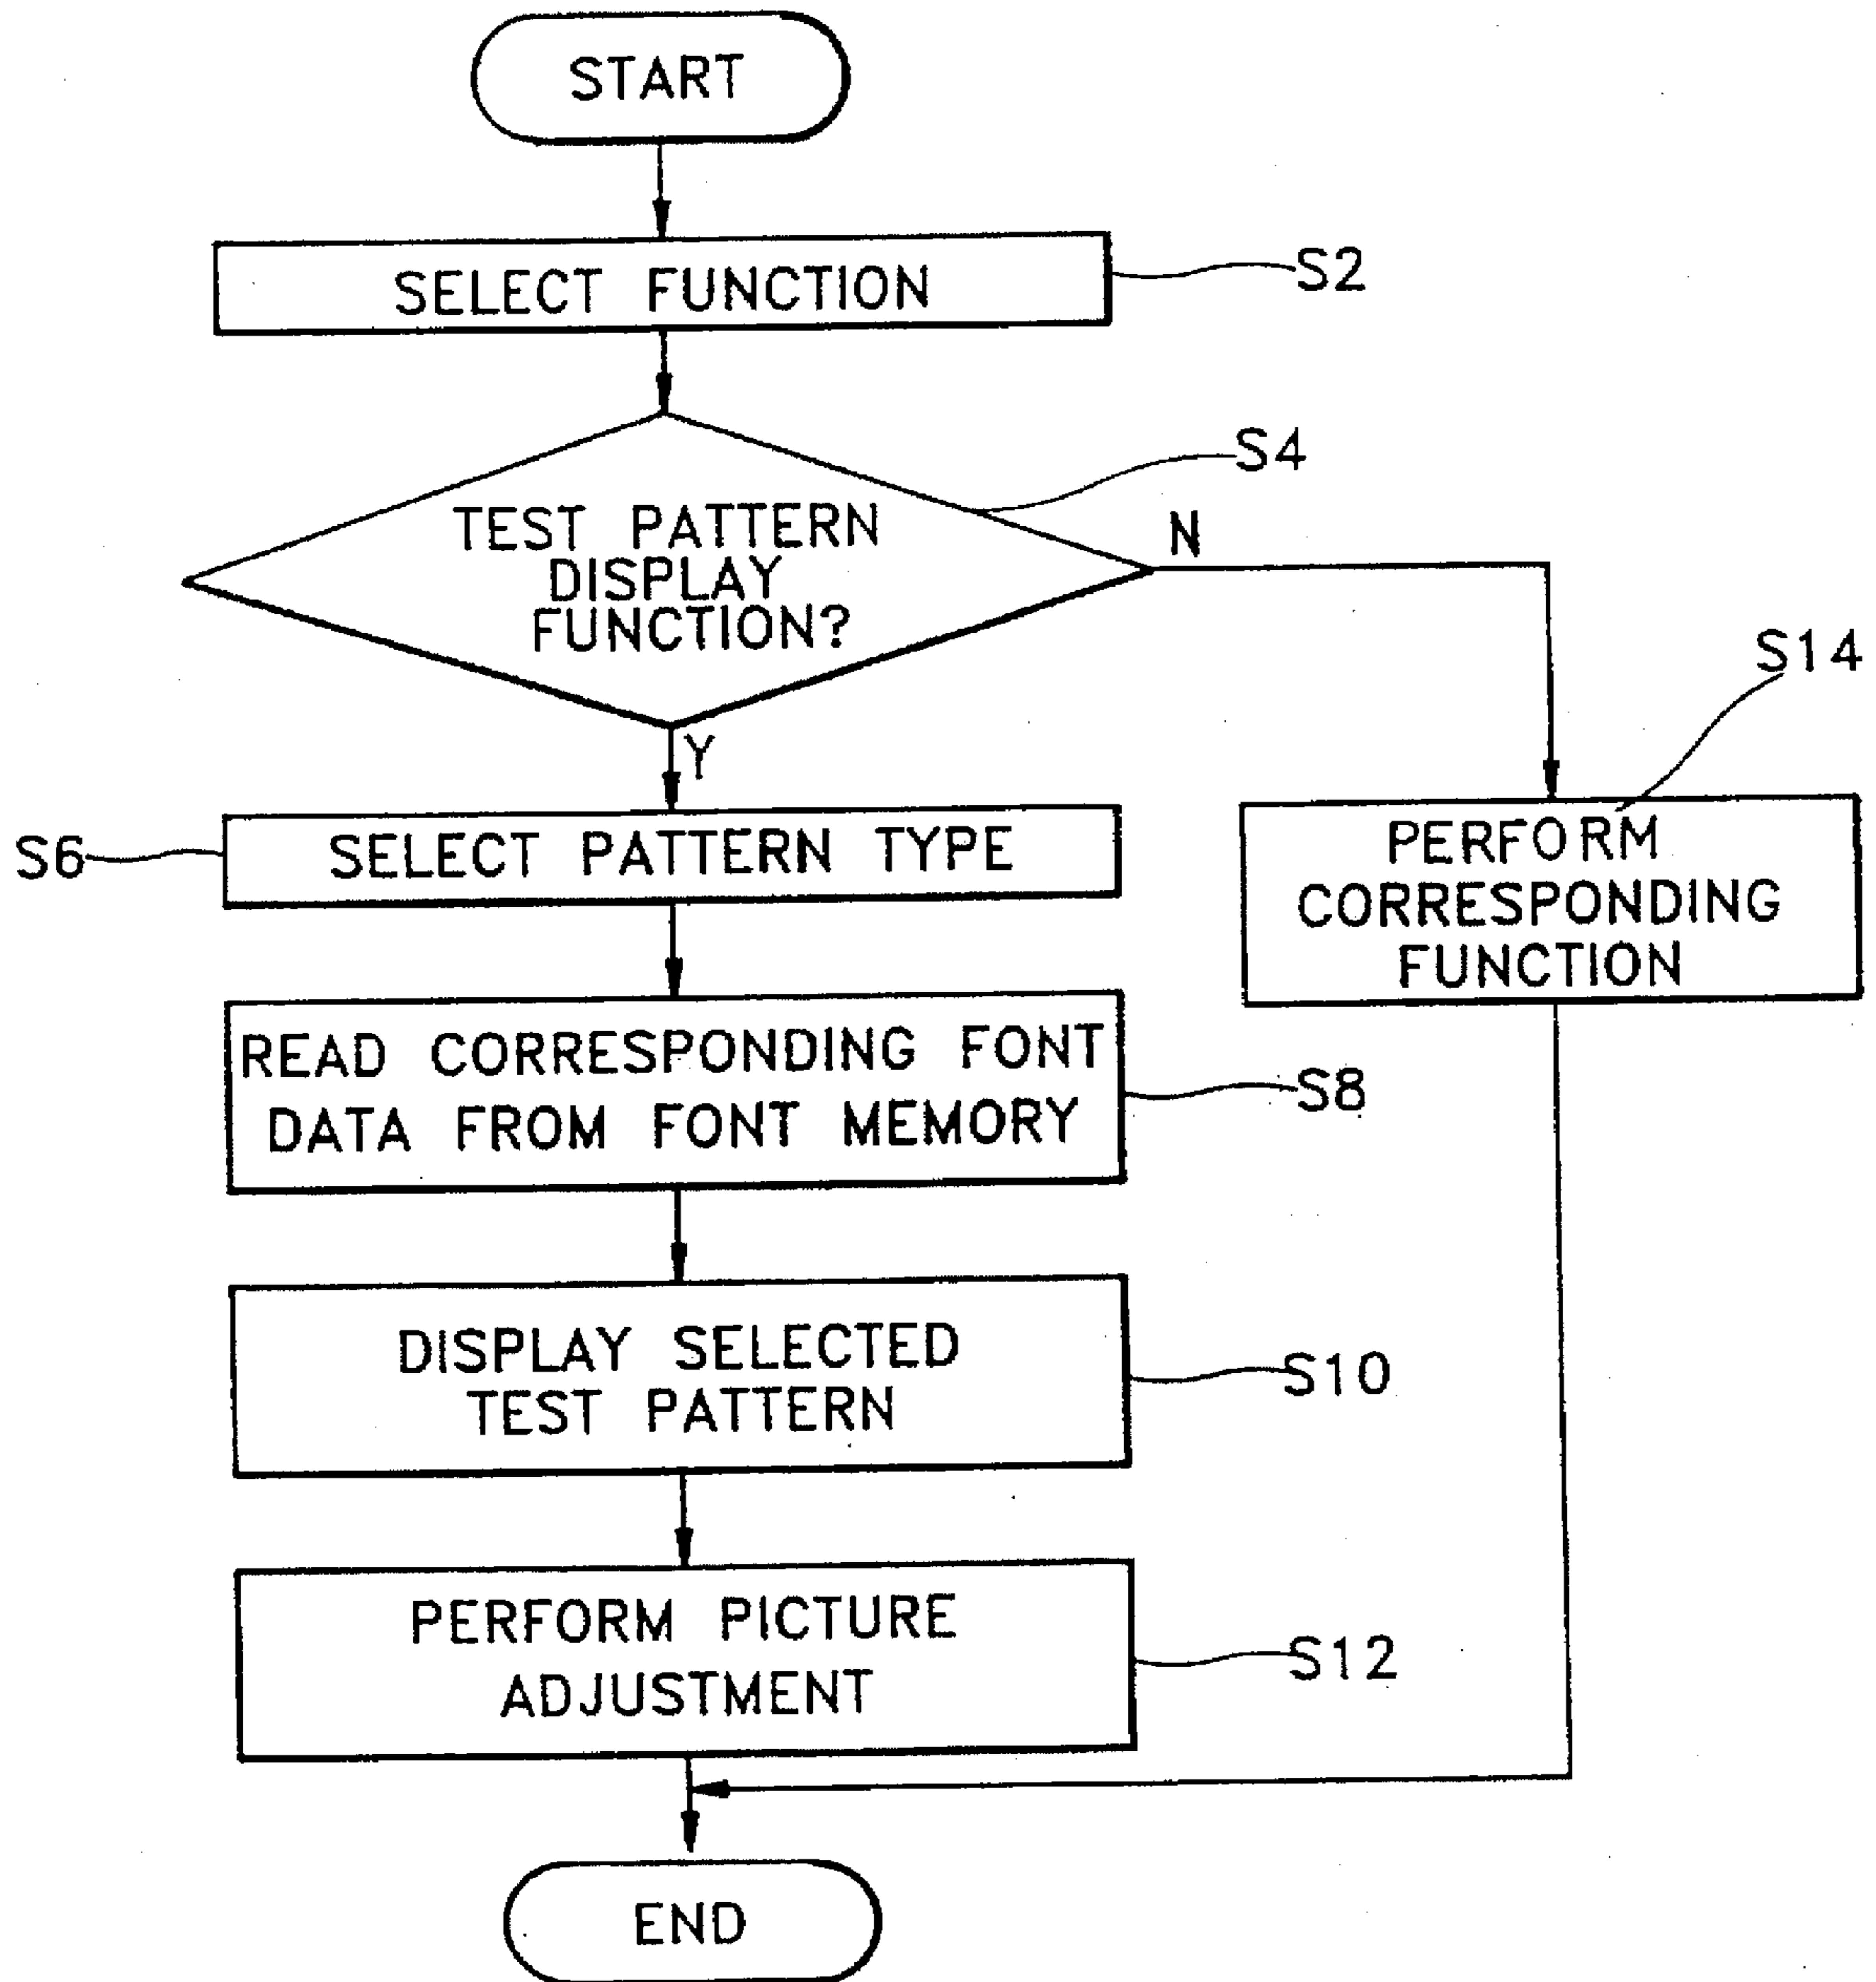 START
SELECT FUNCTION
S2
S4
TEST PATTERN
DISPLAY
FUNCTION?
N
S14
Y
S6
SELECT PATTERN TYPE
PERFORM
CORRESPONDING
FUNCTION
READ CORRESPONDING FONT
DATA FROM FONT MEMORY
S8
DISPLAY SELECTED
TEST PATTERN
S10
PERFORM PICTURE
ADJUSTMENT
S12
END